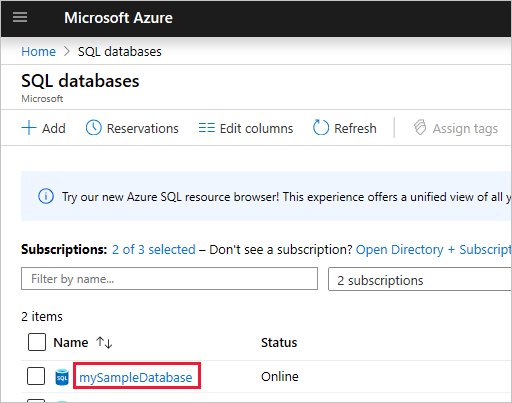 Microsoft Azure
Home > SQL databases
SQL databases
Microsoft
+ Add Reservations Edit columns Refresh Assign tags
Try our new Azure SQL resource browser! This experience offers a unified view of all y
Subscriptions: 2 of 3 selected – Don't see a subscription? Open Directory + Subscript
Filter by name... 2 subscriptions
2 items
Name ↑↓ Status
SQL mySampleDatabase Online